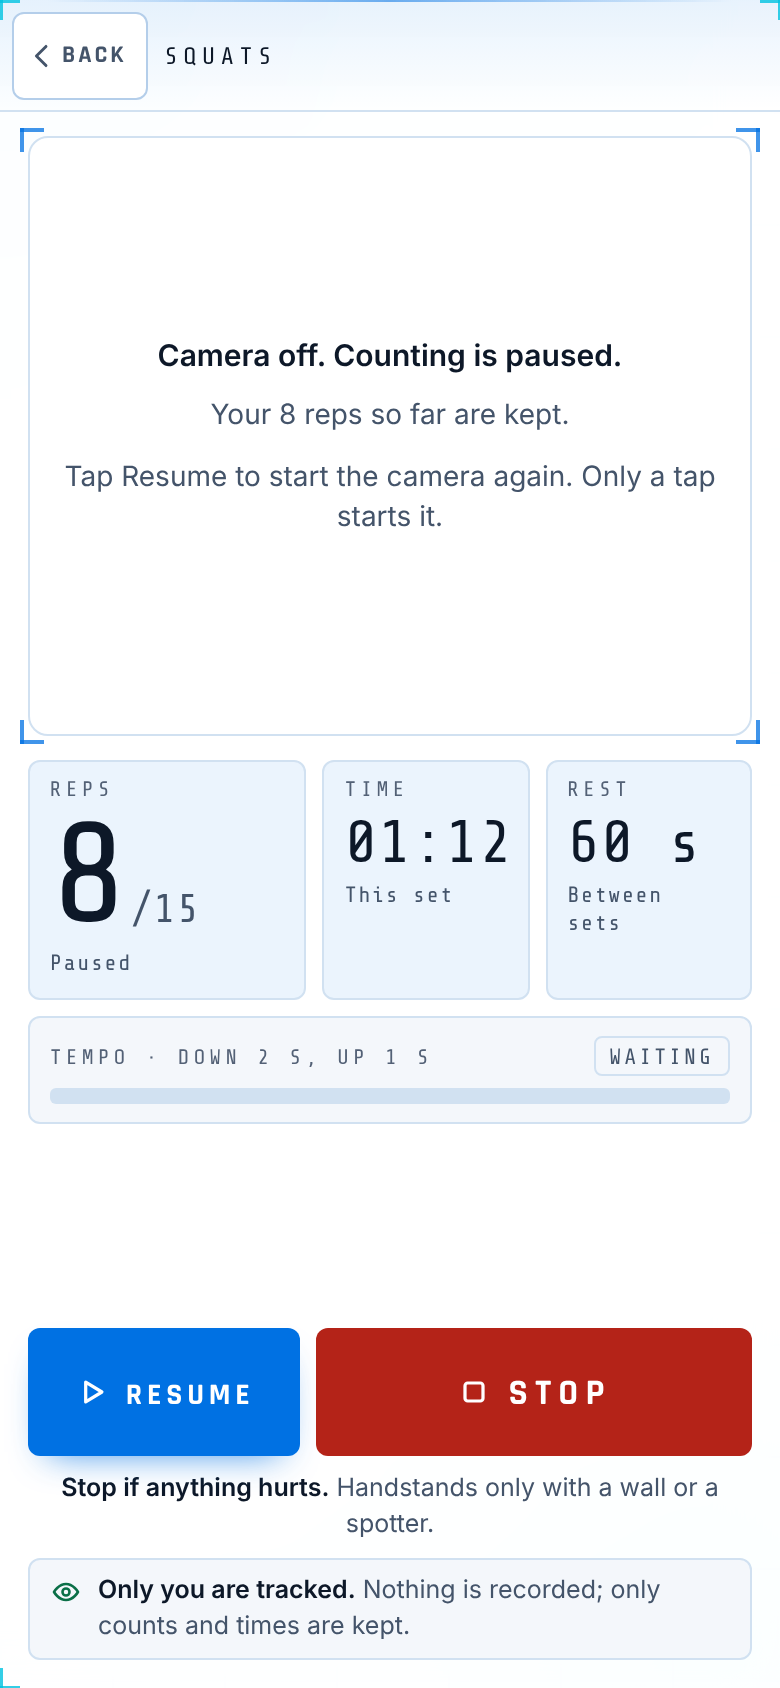 BACK
SQUATS
Camera off. Counting is paused.
Your 8 reps so far are kept.
Tap Resume to start the camera again. Only a tap
starts it.
REPS
8/15
Paused
TIME
01:12
This set
REST
60 s
Between
sets
TEMPO · DOWN 2 S, UP 1 S
WAITING
RESUME
STOP
Stop if anything hurts. Handstands only with a wall or a
spotter.
Only you are tracked. Nothing is recorded; only
counts and times are kept.